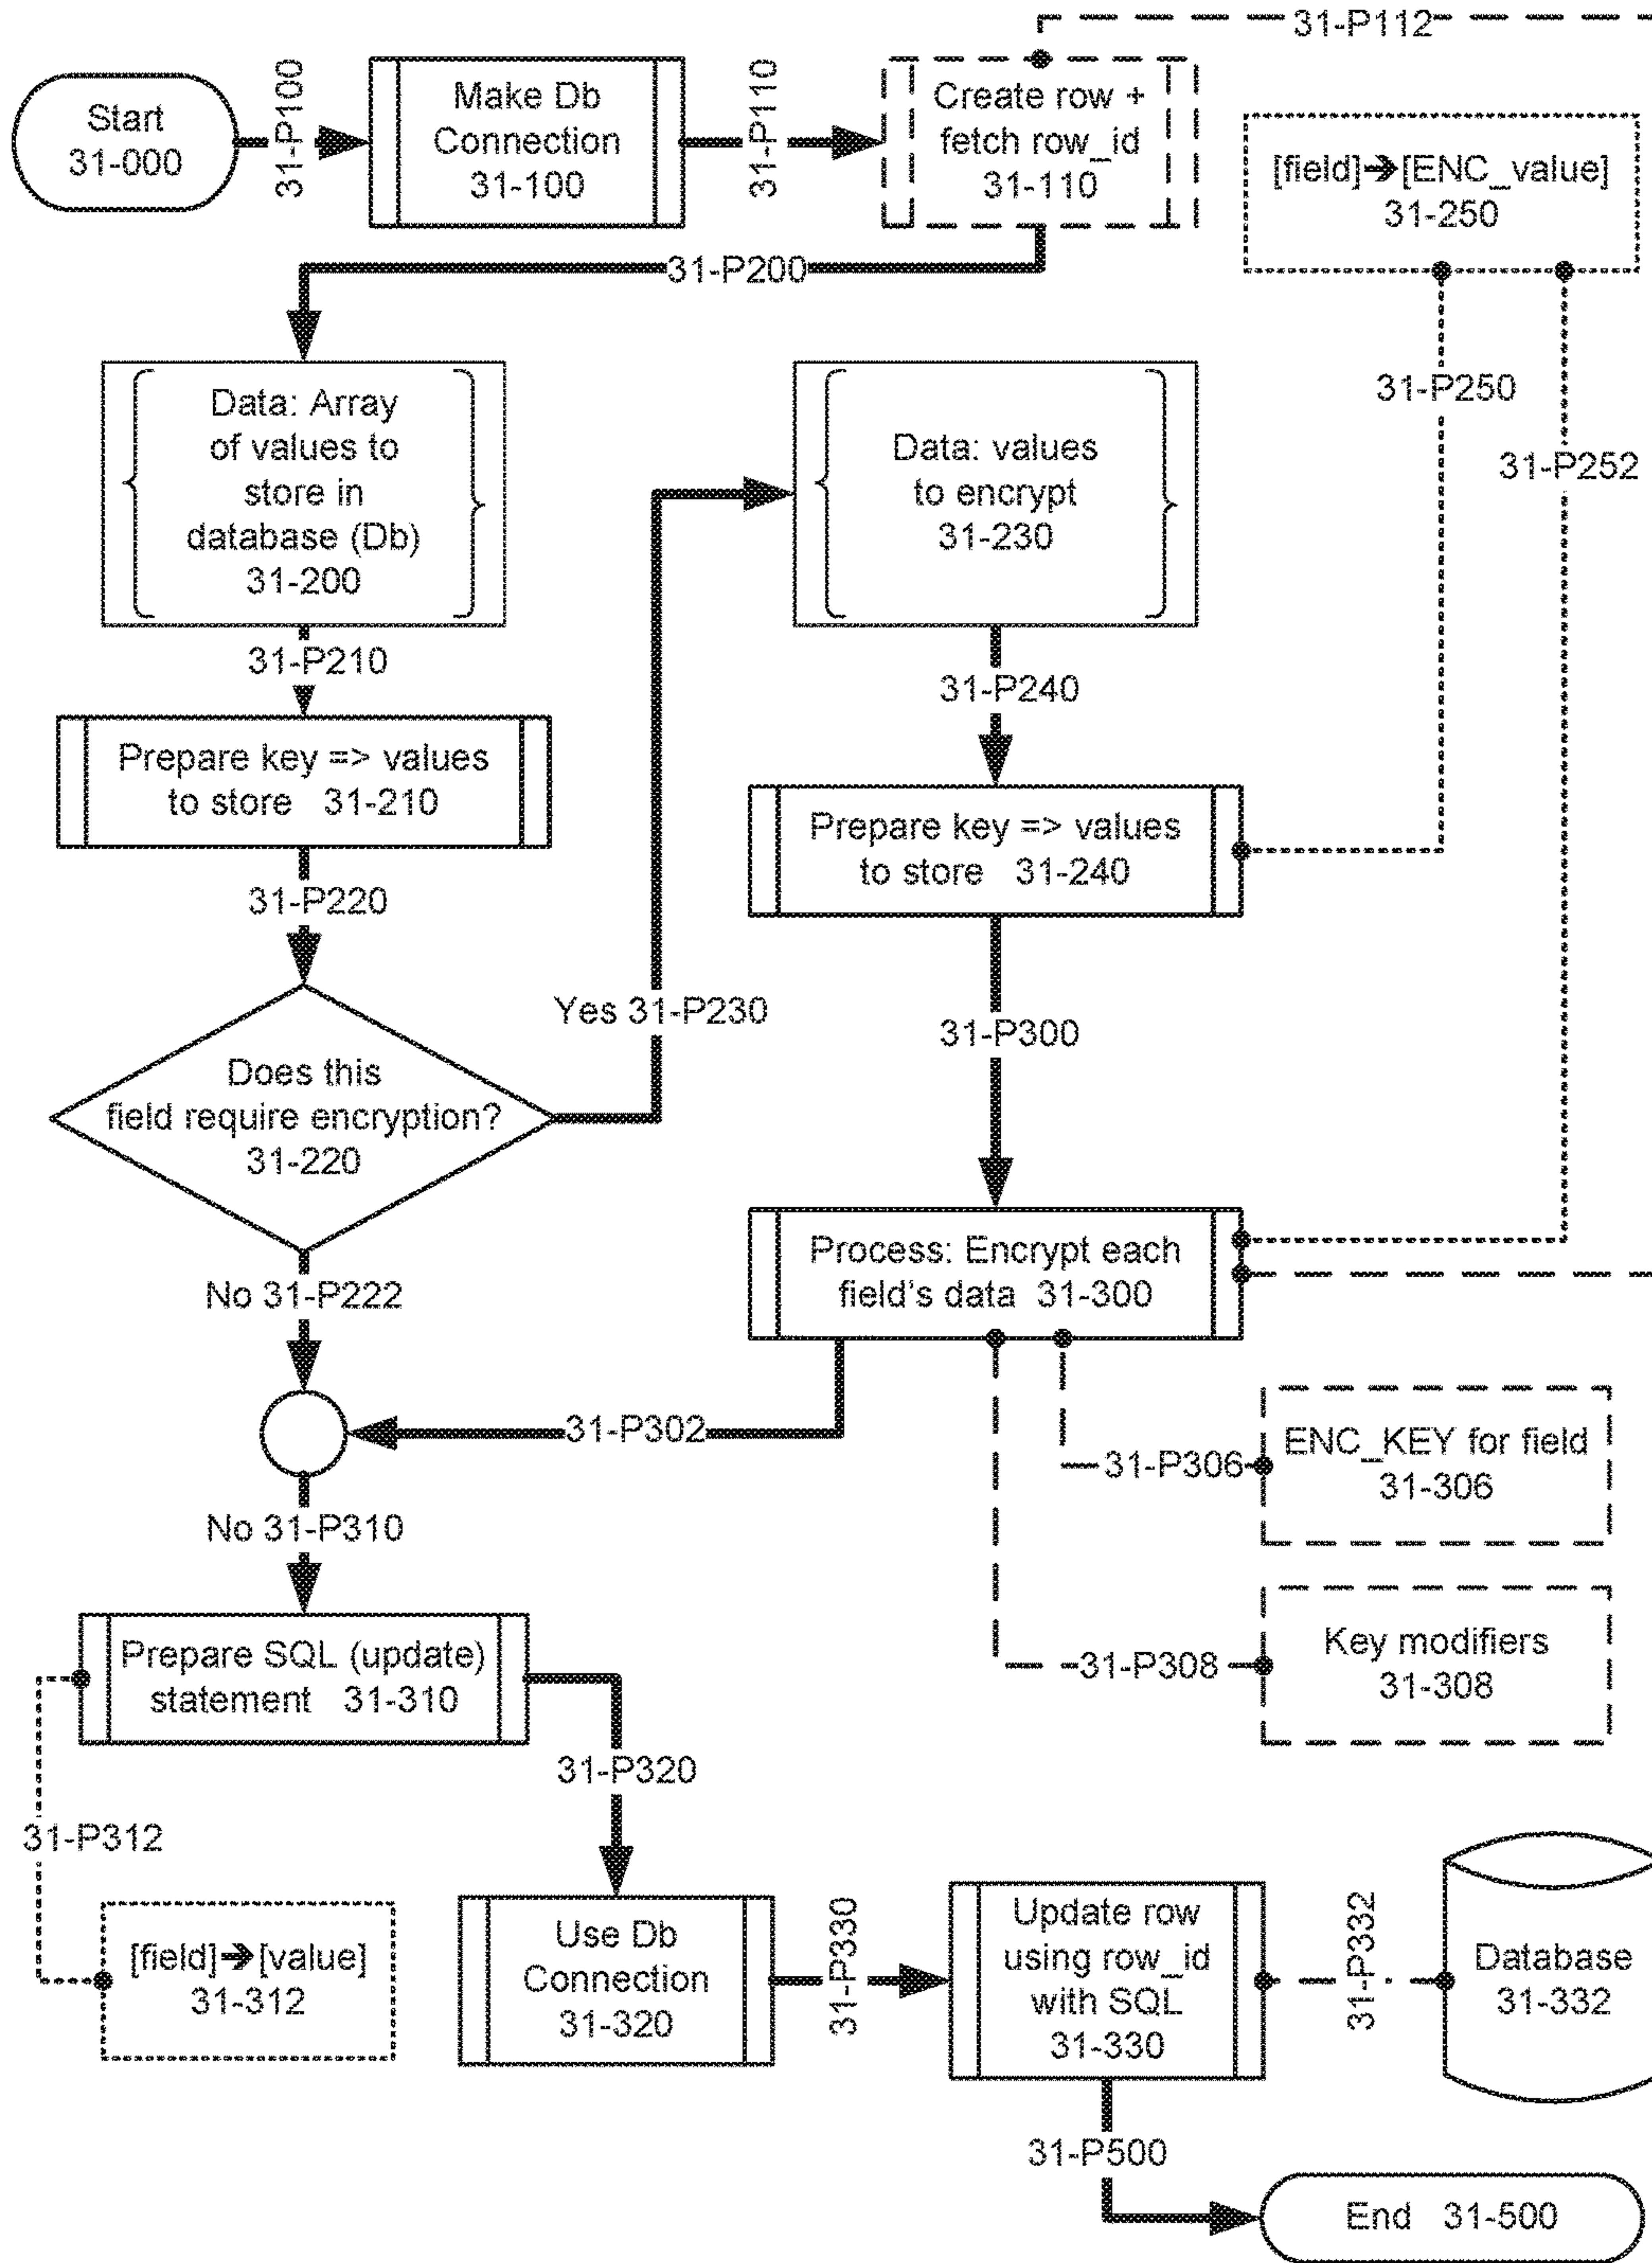 31-P112
Start
31-000
31-P100
Make Db
Connection
31-100
31-P110
Create row +
fetch row_id
31-110
[field]➔[ENC_value]
31-250
31-P200
31-P250
31-P252
Data: Array
of values to
store in
database (Db)
31-200
Data: values
to encrypt
31-230
31-P210
31-P240
Prepare key => values
to store 31-210
Prepare key => values
to store 31-240
31-P220
Yes 31-P230
31-P300
Does this
field require encryption?
31-220
Process: Encrypt each
field's data 31-300
No 31-P222
31-P302
ENC_KEY for field
31-306
31-P306
No 31-P310
Key modifiers
31-308
31-P308
Prepare SQL (update)
statement 31-310
31-P320
31-P312
[field]➔[value]
31-312
Use Db
Connection
31-320
31-P330
Update row
using row_id
with SQL
31-330
31-P332
Database
31-332
31-P500
End 31-500